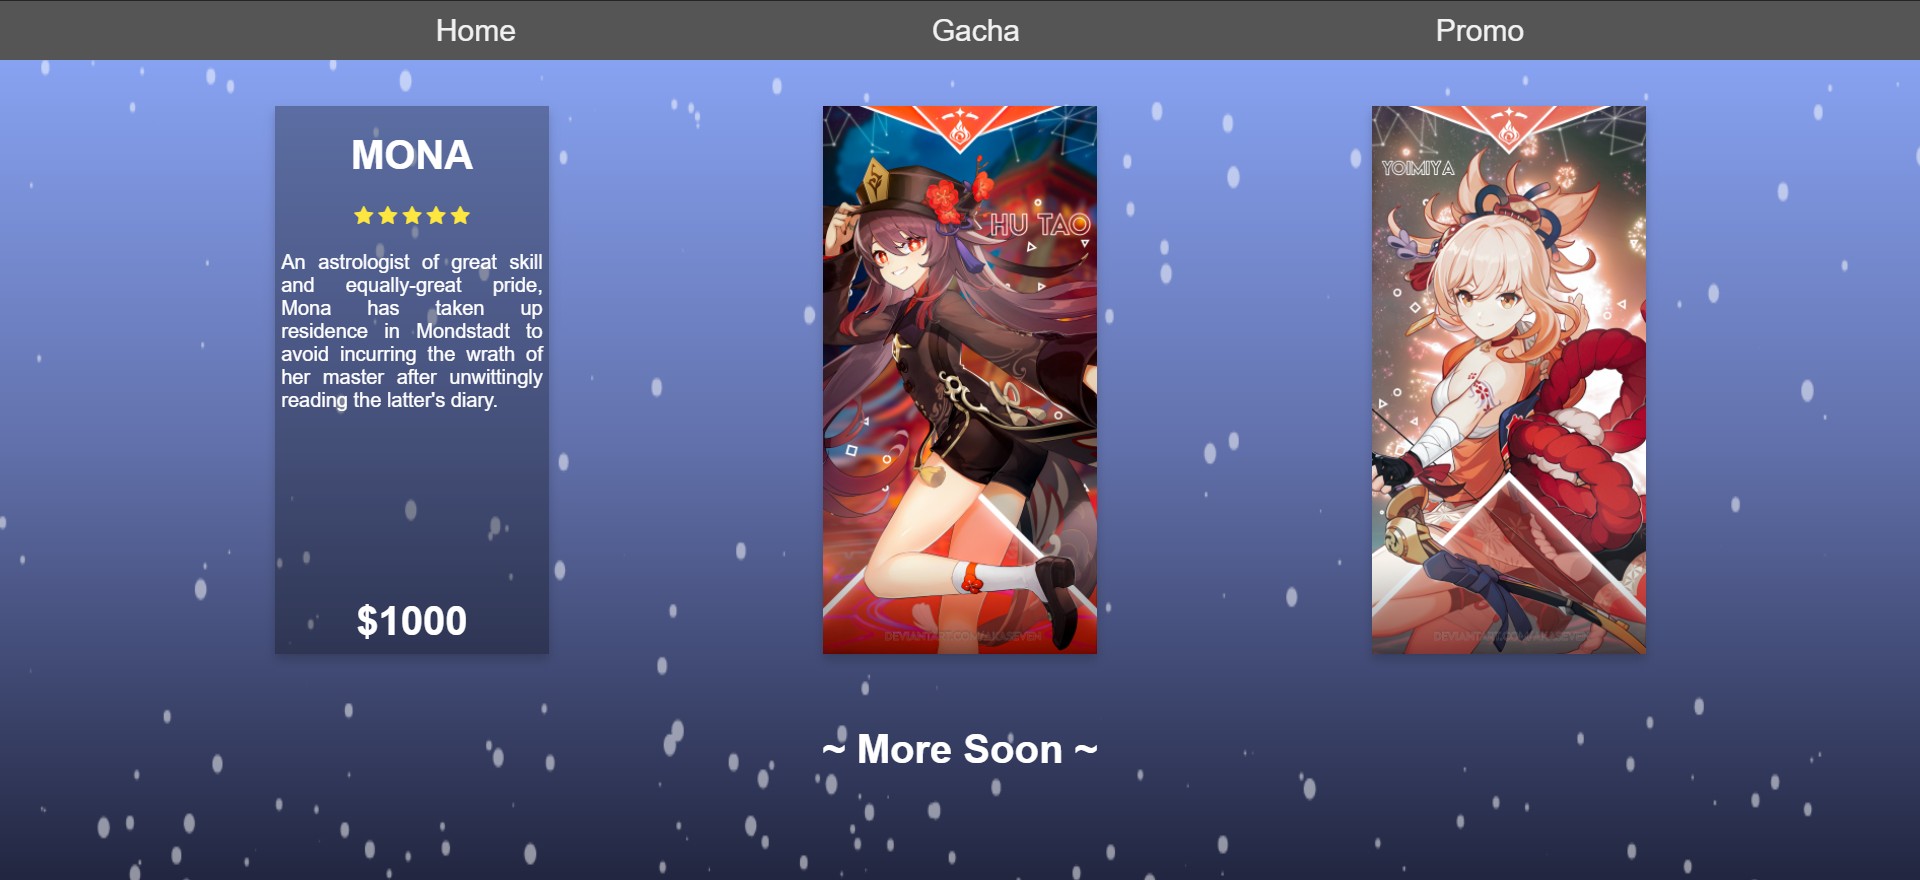 Home
Gacha
Promo
MONA
An astrologist of great skill
and equally-great pride,
Mona has taken up
residence in Mondstadt to
avoid incurring the wrath of
her master after unwittingly
reading the latter's diary.
$1000
HU TAO
DEVIANTART.COM/AKASEVEN
YOIMIYA
DEVIANTART.COM/AKASEVEN
~ More Soon ~